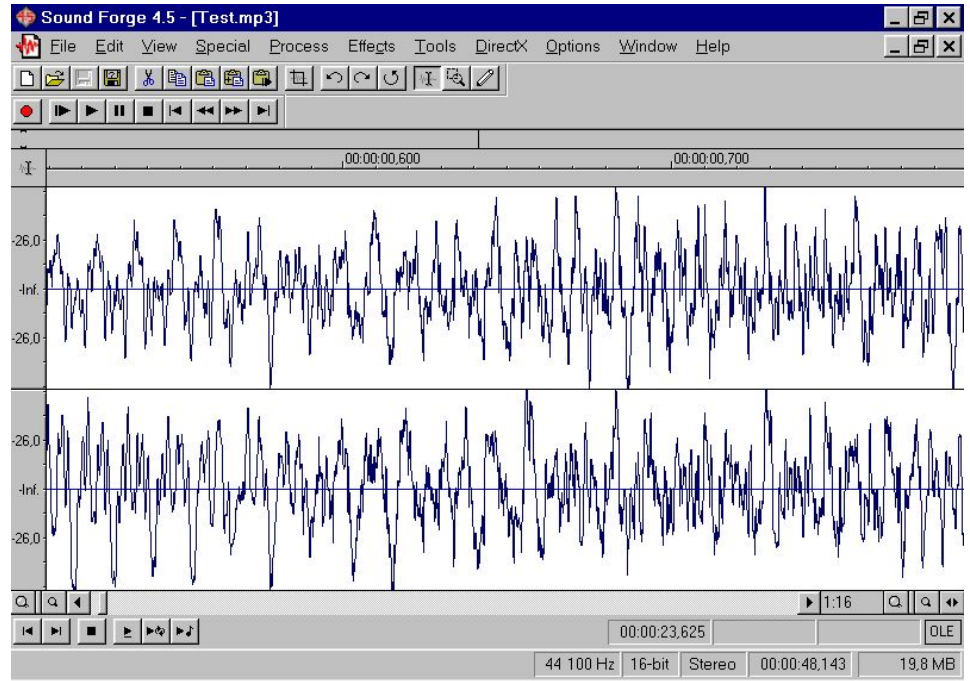 Sound Forge 4.5 - [Test.mp3]
File Edit View Special Process Effects Tools DirectX Options Window Help
00:00:00,600 00:00:00,700
-26,0
-Inf.
-26,0
-26,0
-Inf.
-26,0
1:16
00:00:23,625 OLE
44 100 Hz 16-bit Stereo 00:00:48,143 19,8 MB